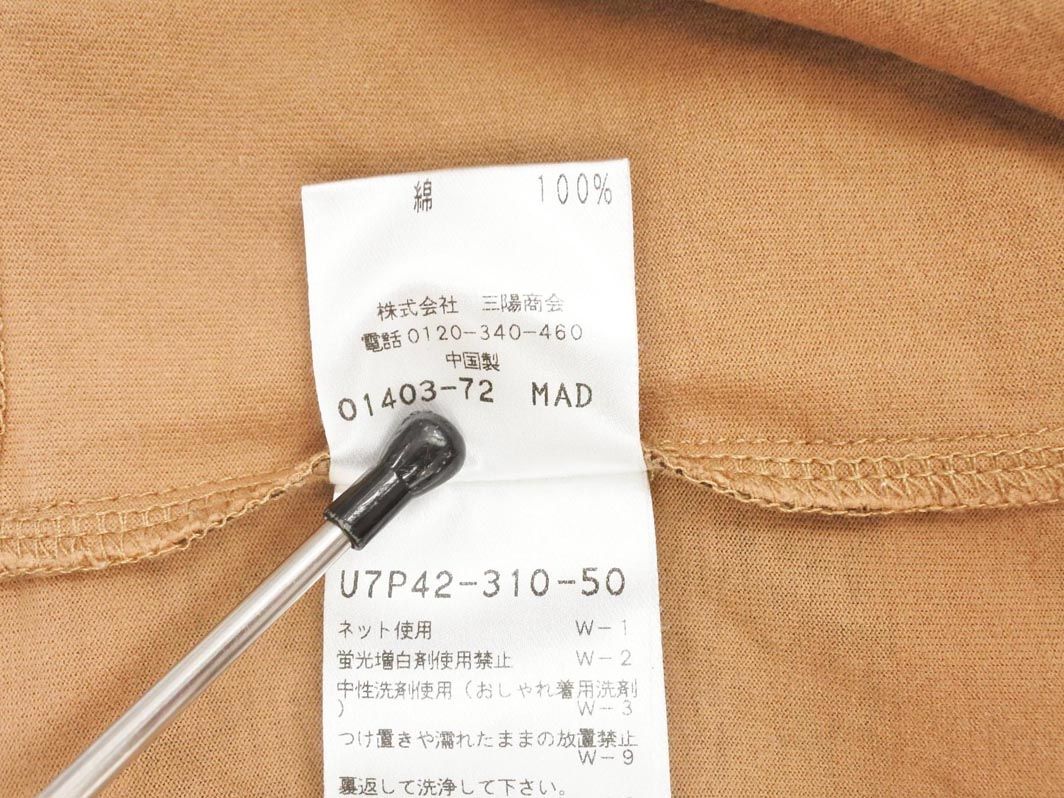 綿 100%
株式会社 三陽商会
電話0120-340-460
中国製
01403-72 MAD
U7P42-310-50
ネット使用 W-1
蛍光増白剤使用禁止 W-2
中性洗剤使用(おしゃれ着用洗剤
) W-3
つけ置きや濡れたままの放置禁止
W-9
裏返して洗浄して下さい。